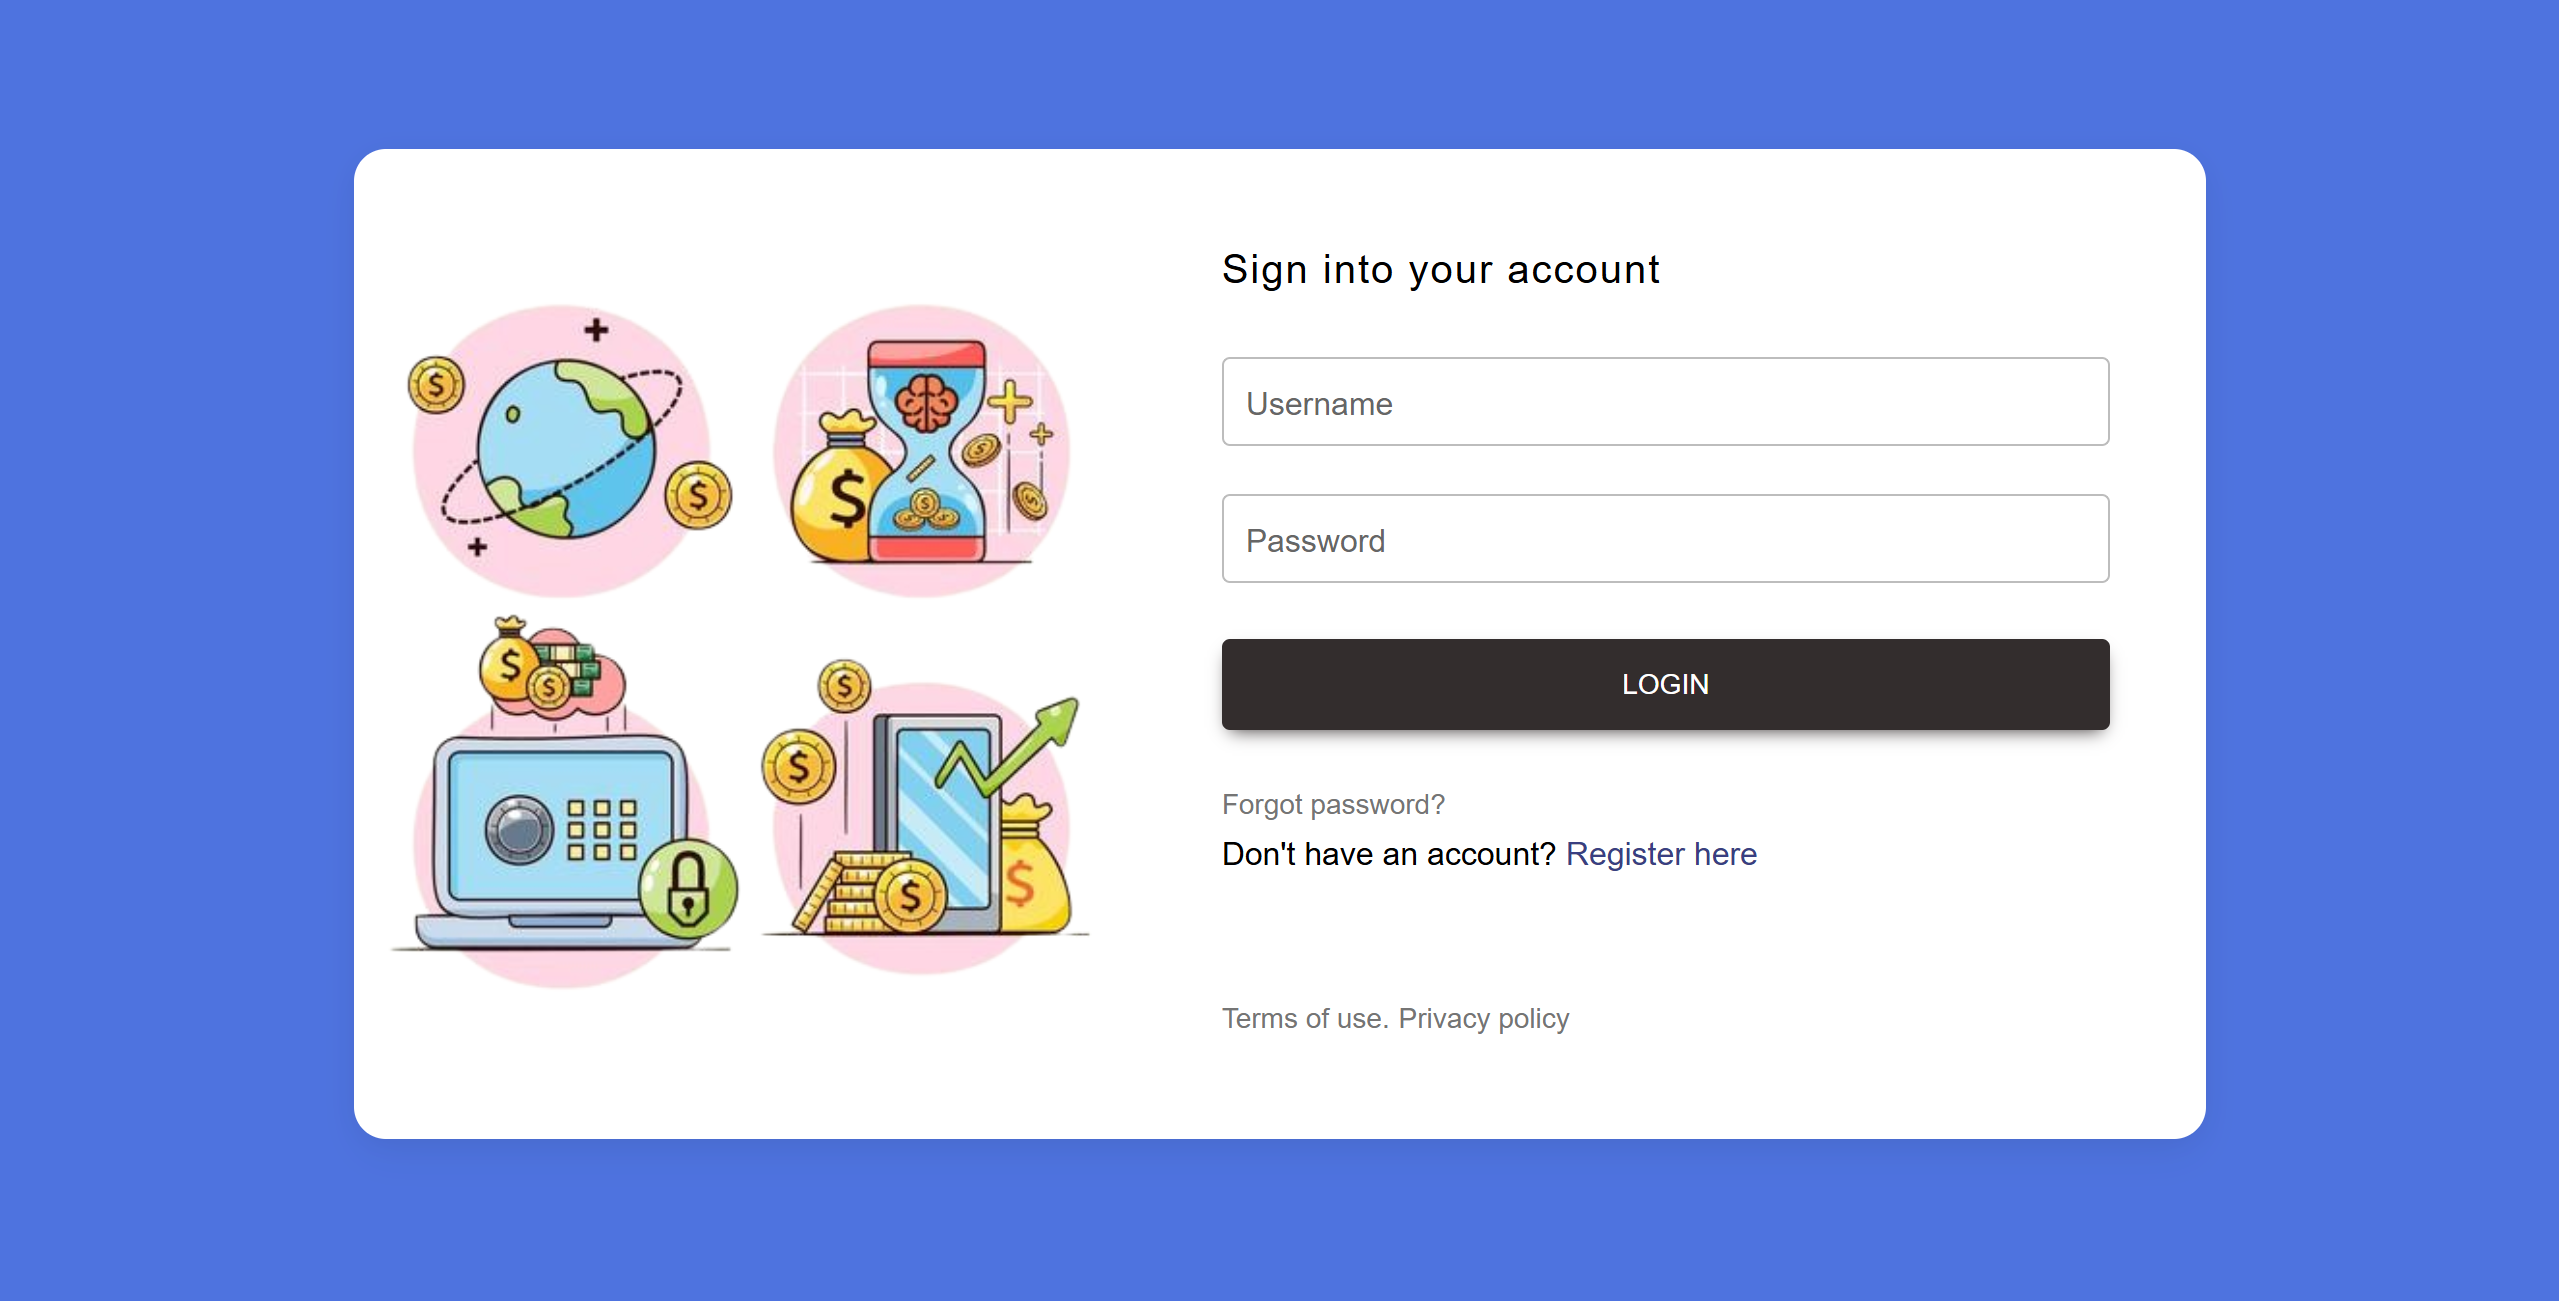 Sign into your account
Username
Password
LOGIN
Forgot password?
Don't have an account? Register here
Terms of use. Privacy policy